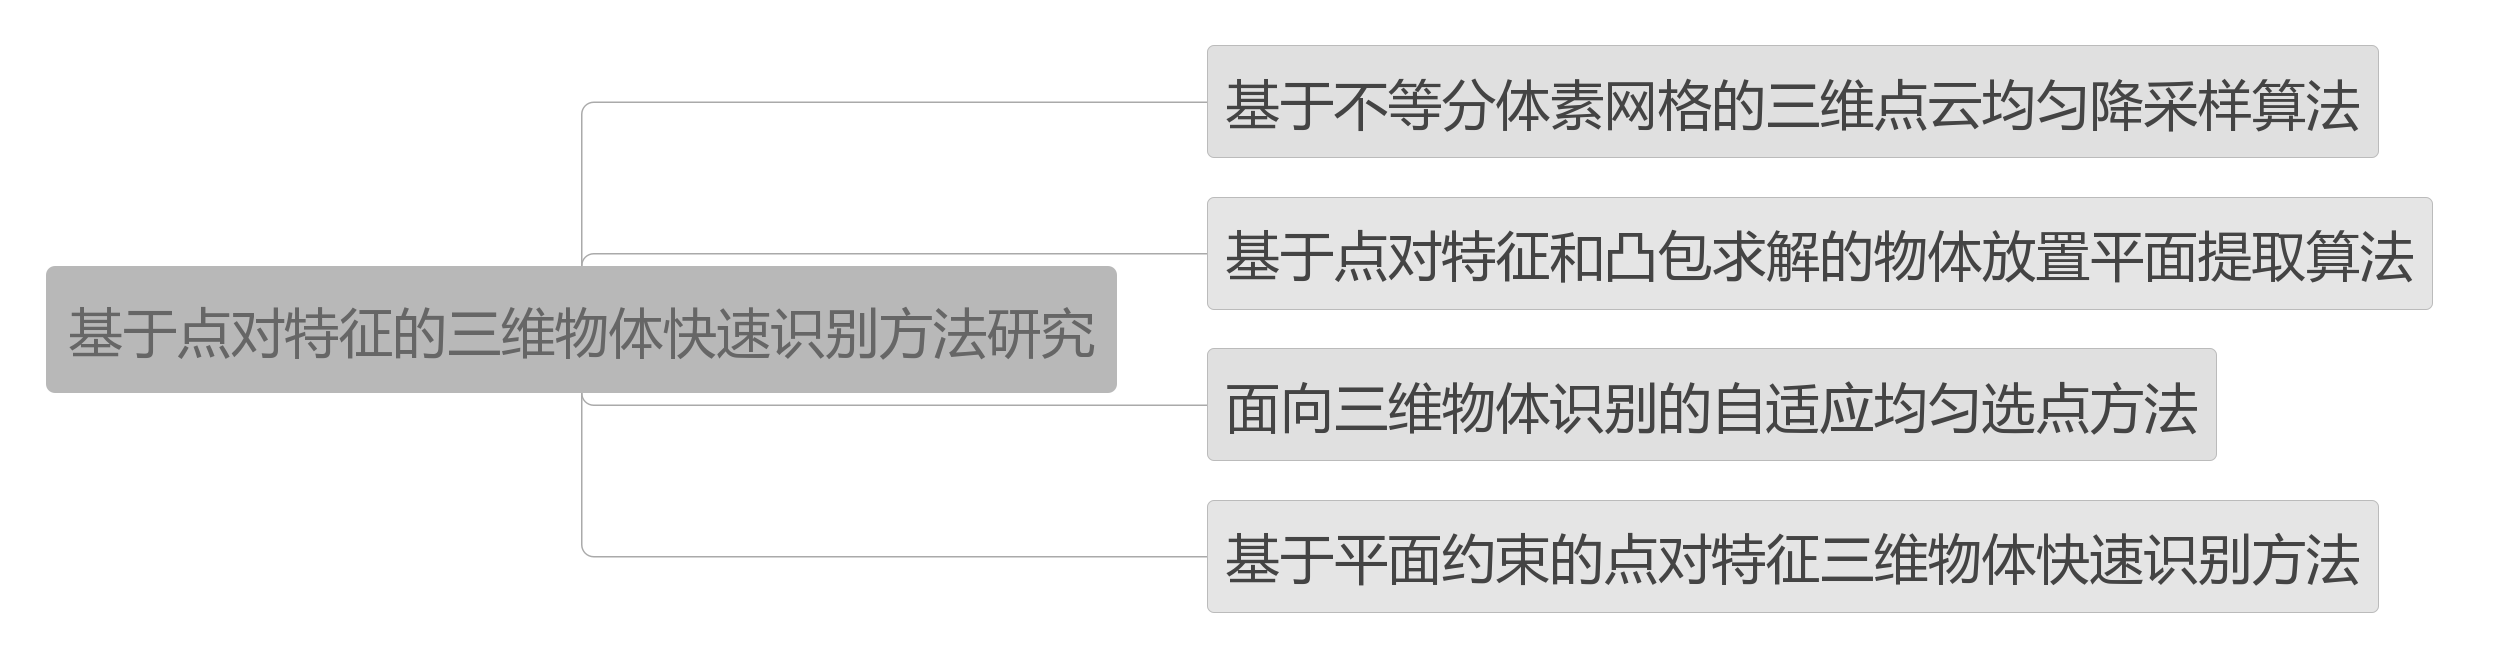 基于点对特征的三维物体快速识别方法研究
基于等分体素网格的三维点云均匀降采样算法
基于点对特征和凸包求解的物体位置平面提取算法
面向三维物体识别的自适应均匀选点方法
基于不确定度的点对特征三维物体快速识别方法